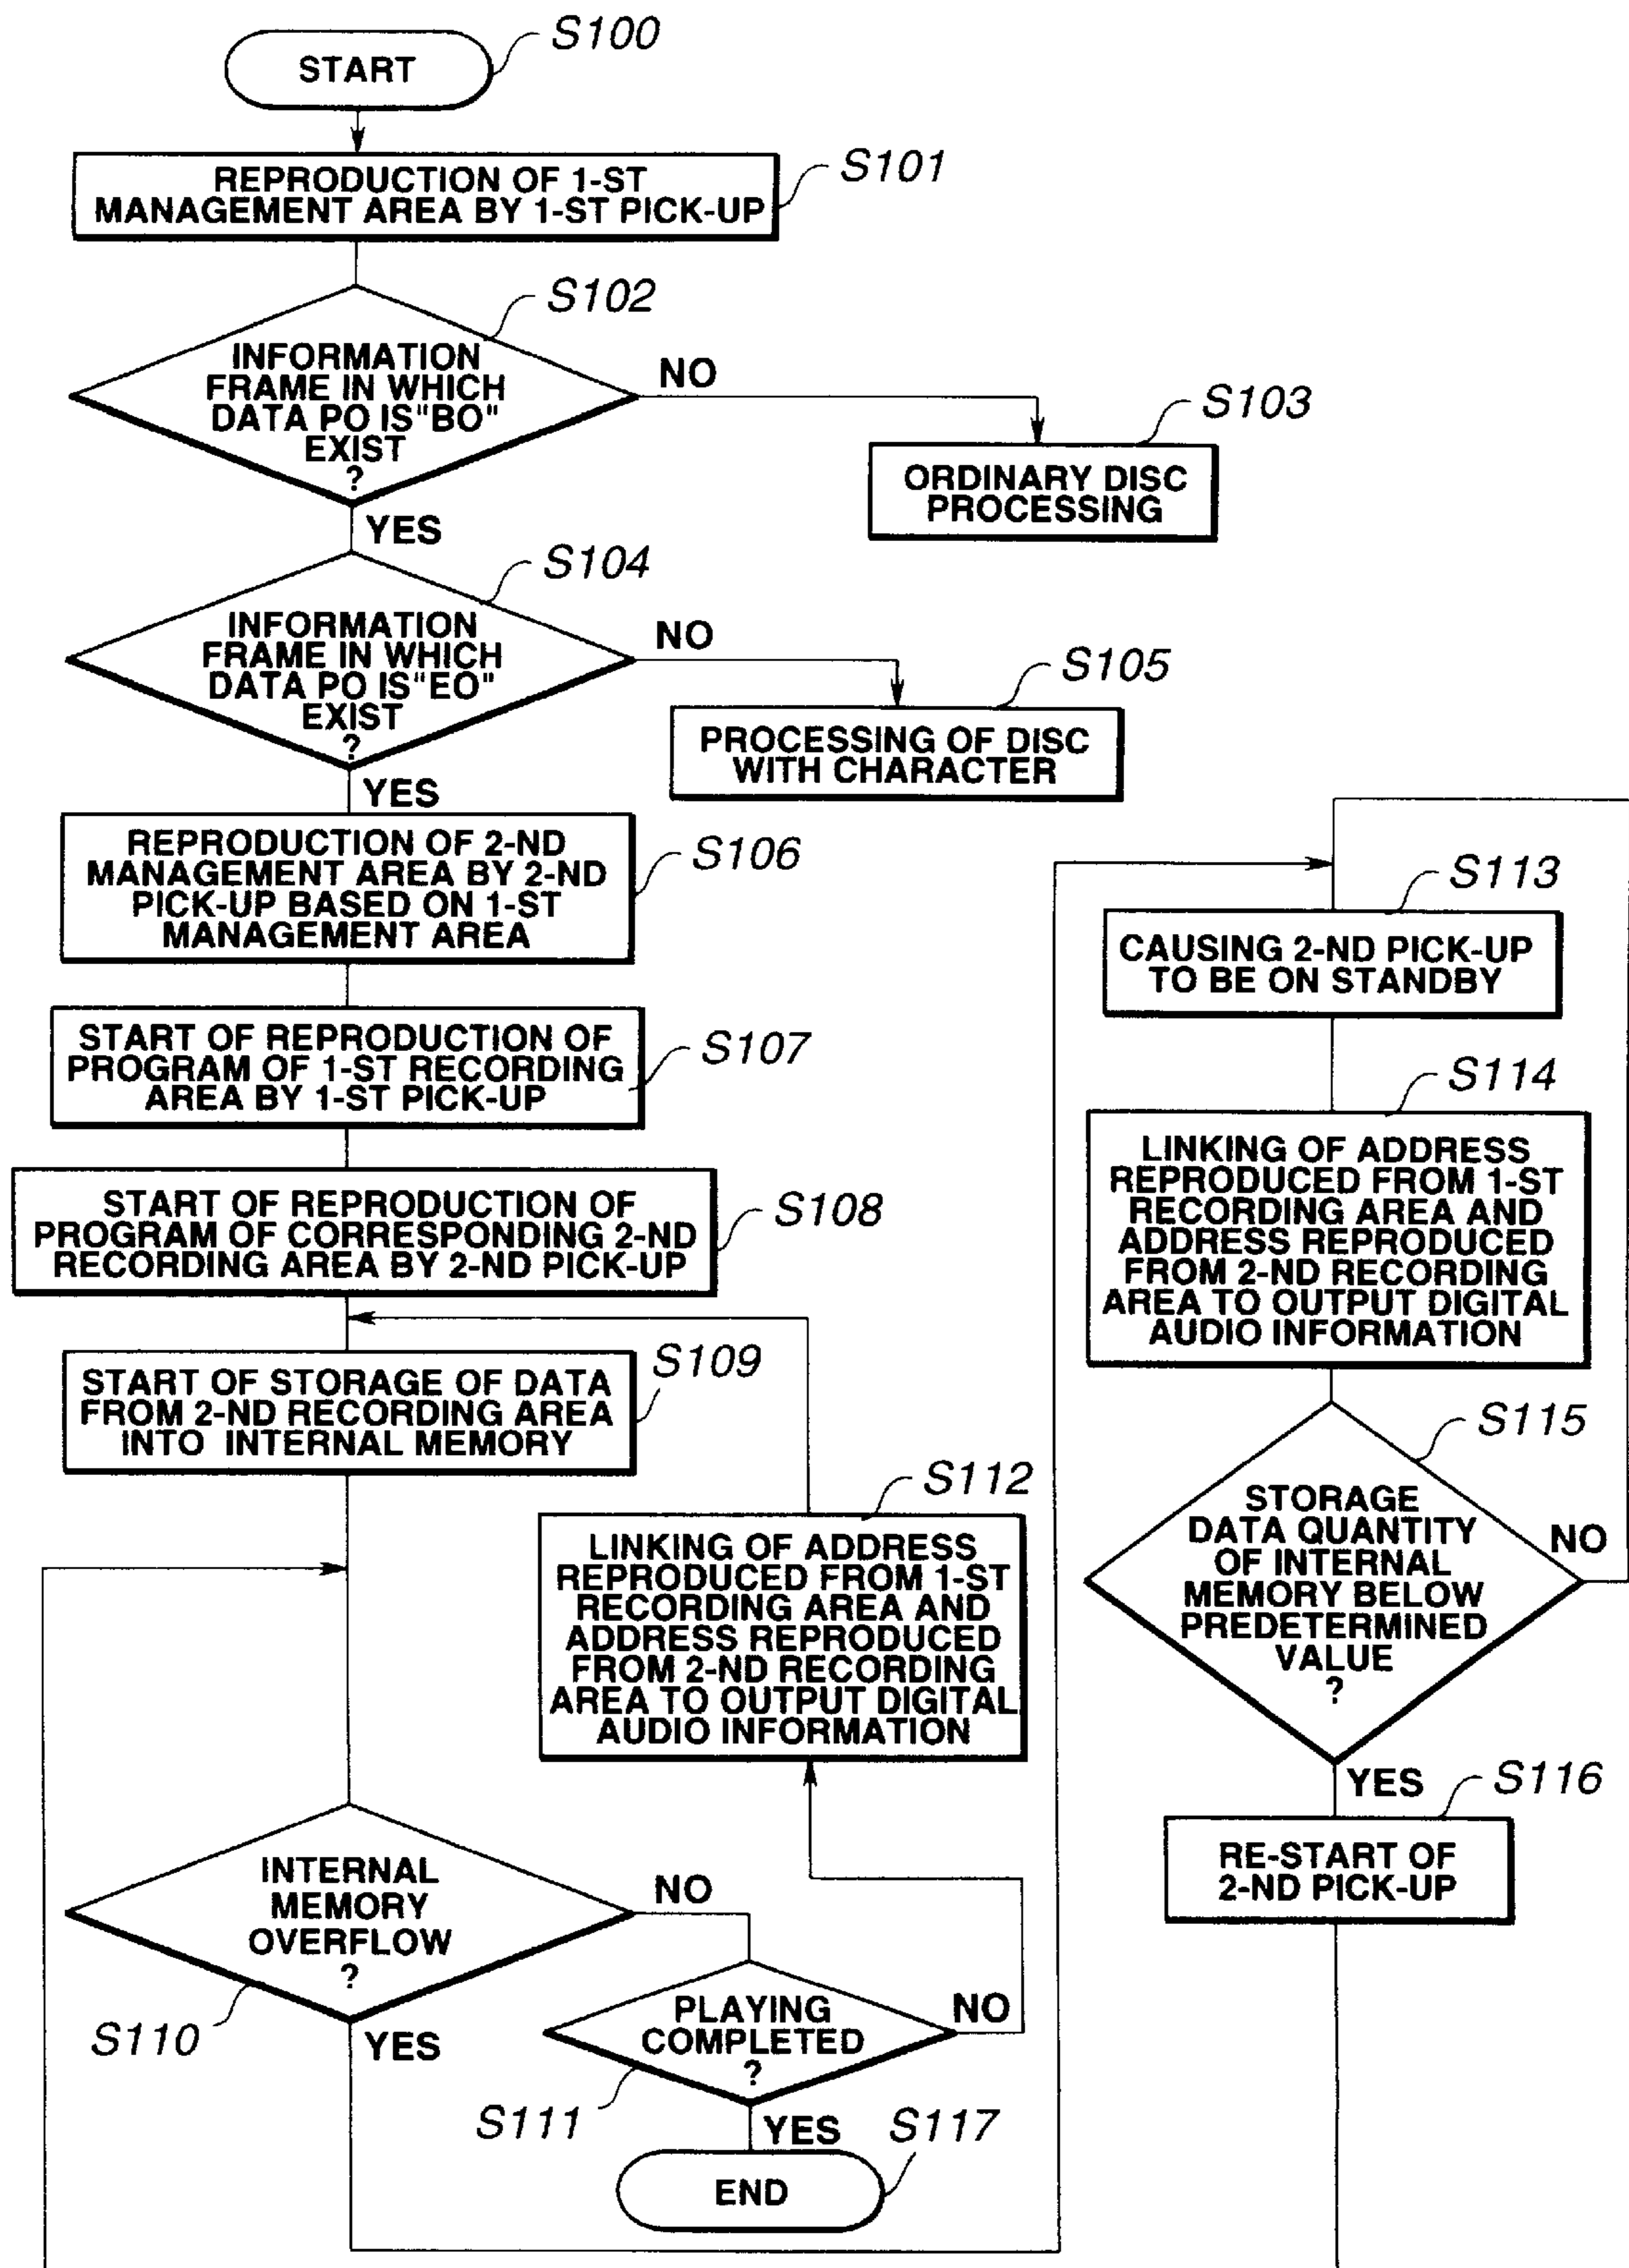 S100
START
S101
REPRODUCTION OF 1-ST
MANAGEMENT AREA BY 1-ST PICK-UP
S102
INFORMATION
FRAME IN WHICH
DATA PO IS"BO"
EXIST
?
NO
YES
S103
ORDINARY DISC
PROCESSING
S104
INFORMATION
FRAME IN WHICH
DATA PO IS"EO"
EXIST
?
NO
YES
S105
PROCESSING OF DISC
WITH CHARACTER
S106
REPRODUCTION OF 2-ND
MANAGEMENT AREA BY 2-ND
PICK-UP BASED ON 1-ST
MANAGEMENT AREA
S107
START OF REPRODUCTION OF
PROGRAM OF 1-ST RECORDING
AREA BY 1-ST PICK-UP
S108
START OF REPRODUCTION OF
PROGRAM OF CORRESPONDING 2-ND
RECORDING AREA BY 2-ND PICK-UP
S109
START OF STORAGE OF DATA
FROM 2-ND RECORDING AREA
INTO INTERNAL MEMORY
S112
LINKING OF ADDRESS
REPRODUCED FROM 1-ST
RECORDING AREA AND
ADDRESS REPRODUCED
FROM 2-ND RECORDING
AREA TO OUTPUT DIGITAL
AUDIO INFORMATION
INTERNAL
MEMORY
OVERFLOW
?
NO
S110
YES
PLAYING
COMPLETED
?
NO
S111
YES
S117
END
S113
CAUSING 2-ND PICK-UP
TO BE ON STANDBY
S114
LINKING OF ADDRESS
REPRODUCED FROM 1-ST
RECORDING AREA AND
ADDRESS REPRODUCED
FROM 2-ND RECORDING
AREA TO OUTPUT DIGITAL
AUDIO INFORMATION
S115
STORAGE
DATA QUANTITY
OF INTERNAL
MEMORY BELOW
PREDETERMINED
VALUE
?
NO
YES
S116
RE-START OF
2-ND PICK-UP